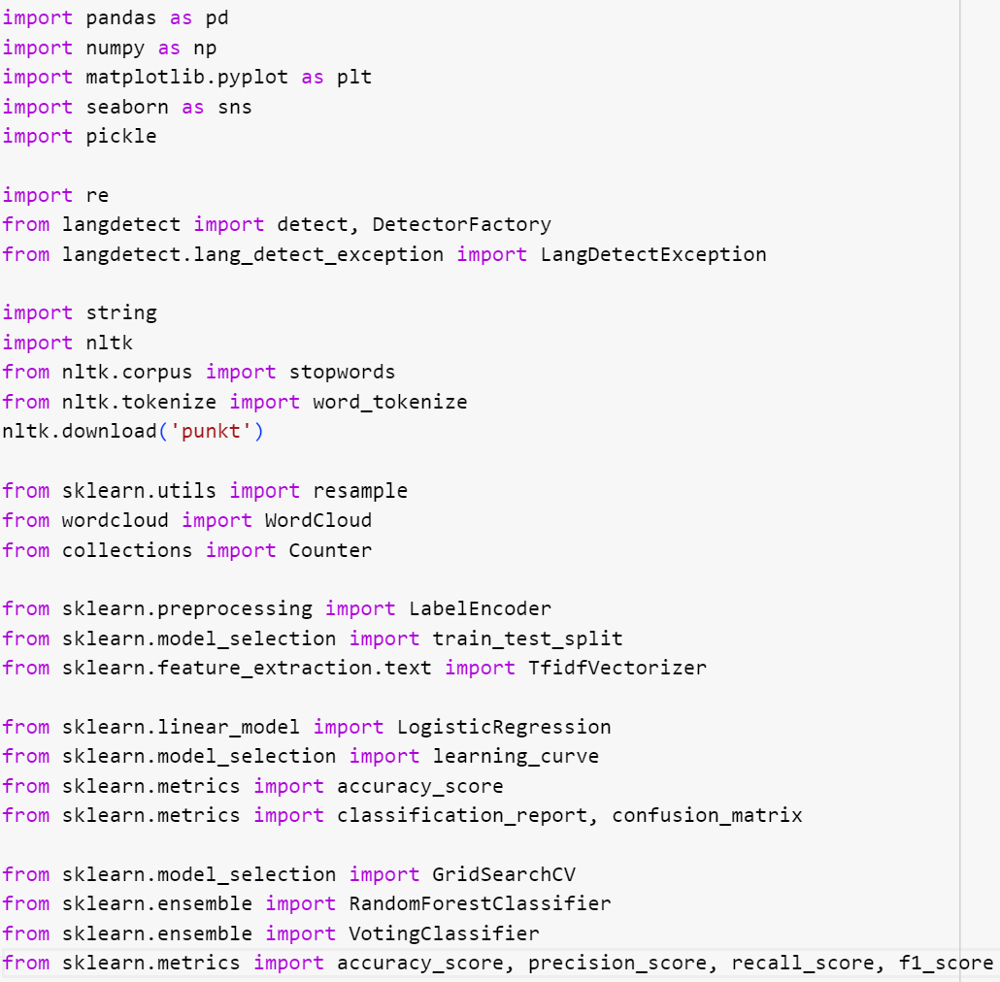 import pandas as pd
import numpy as np
import matplotlib.pyplot as plt
import seaborn as sns
import pickle

import re
from langdetect import detect, DetectorFactory
from langdetect.lang_detect_exception import LangDetectException

import string
import nltk
from nltk.corpus import stopwords
from nltk.tokenize import word_tokenize
nltk.download('punkt')

from sklearn.utils import resample
from wordcloud import WordCloud
from collections import Counter

from sklearn.preprocessing import LabelEncoder
from sklearn.model_selection import train_test_split
from sklearn.feature_extraction.text import TfidfVectorizer

from sklearn.linear_model import LogisticRegression
from sklearn.model_selection import learning_curve
from sklearn.metrics import accuracy_score
from sklearn.metrics import classification_report, confusion_matrix

from sklearn.model_selection import GridSearchCV
from sklearn.ensemble import RandomForestClassifier
from sklearn.ensemble import VotingClassifier
from sklearn.metrics import accuracy_score, precision_score, recall_score, f1_score